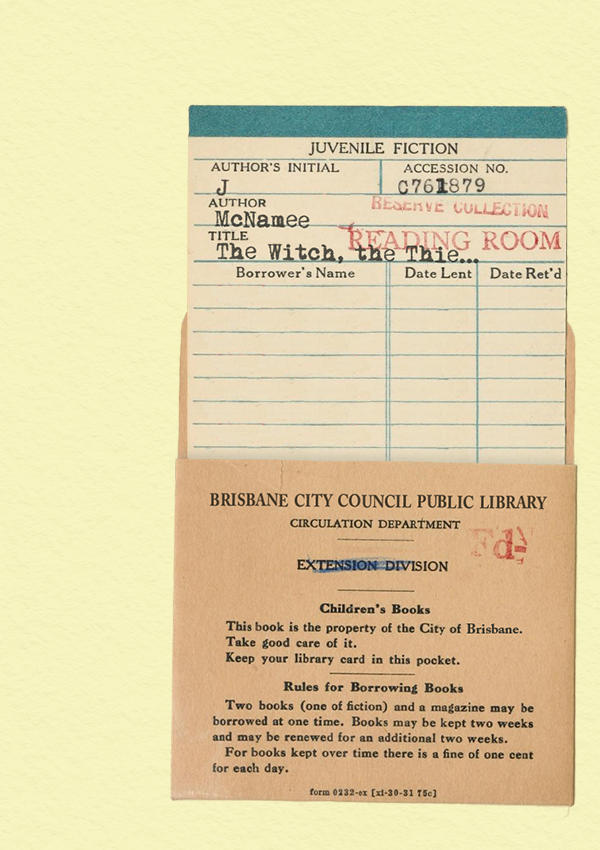 JUVENILE FICTION
AUTHOR'S INITIAL
ACCESSION NO.
J
C761879
AUTHOR
RESERVE COLLECTION
McNamee
TITLE
READING ROOM
The Witch, the Thie...
Borrower's Name Date Lent Date Ret'd
BRISBANE CITY COUNCIL PUBLIC LIBRARY
CIRCULATION DEPARTMENT
EXTENSION DIVISION
Children's Books
This book is the property of the City of Brisbane.
Take good care of it.
Keep your library card in this pocket.
Rules for Borrowing Books
Two books (one of fiction) and a magazine may be
borrowed at one time. Books may be kept two weeks
and may be renewed for an additional two weeks.
For books kept over time there is a fine of one cent
for each day.
form 0232-ex [xi-30-31 75c]